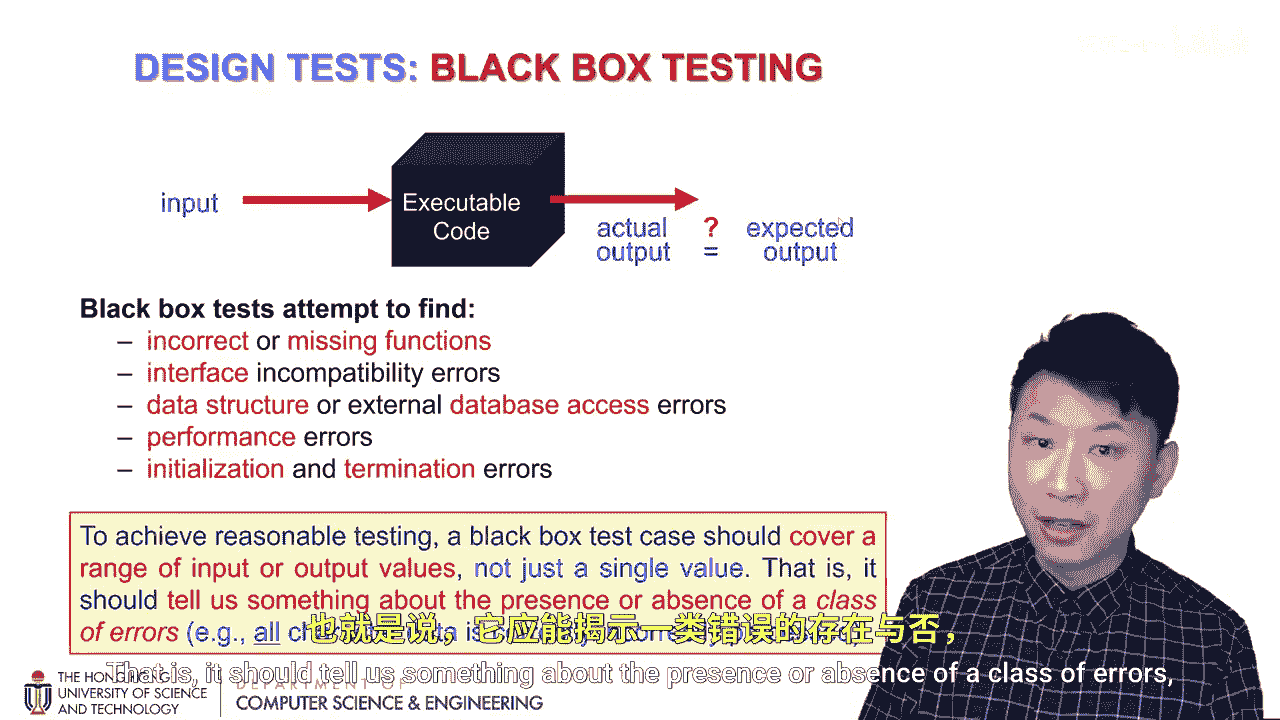 DESIGN TESTS: BLACK BOX TESTING
input
Executable
Code
actual ? expected
output = output
Black box tests attempt to find:
– incorrect or missing functions
– interface incompatibility errors
– data structure or external database access errors
– performance errors
– initialization and termination errors
To achieve reasonable testing, a black box test case should cover a
range of input or output values, not just a single value. That is, it
should tell us something about the presence or absence of a class
of errors (e.g., all
也就是说，它应能揭示一类错误的存在与否，
That is, it should tell us something about the presence or absence of a class of errors,
THE HONG KONG
UNIVERSITY OF SCIENCE
AND TECHNOLOGY
DEPARTMENT OF
COMPUTER SCIENCE & ENGINEERING